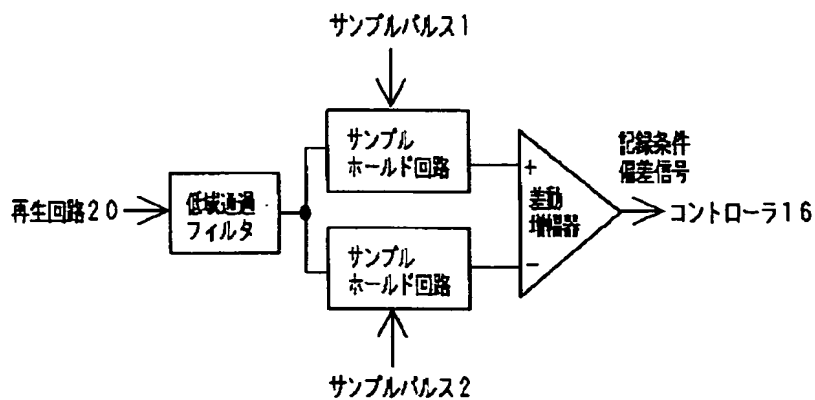 サンプルパルス1
サンプル
ホールド回路
記録条件
偏差信号
再生回路20
低域通過
フィルタ
+
差動
増幅器
-
コントローラ16
サンプル
ホールド回路
サンプルパルス2